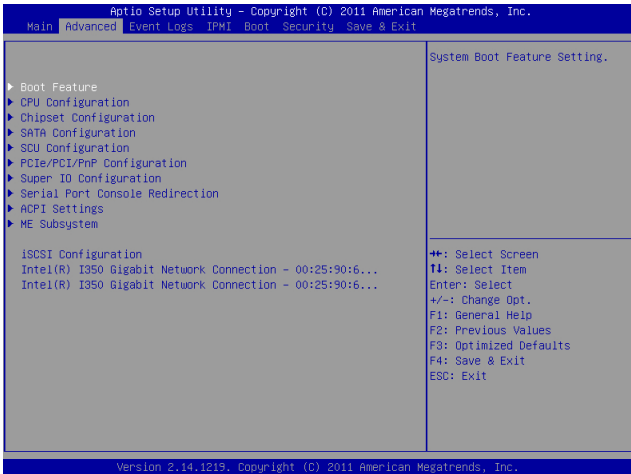 Aptio Setup Utility – Copyright (C) 2011 American Megatrends, Inc.
Main Advanced Event Logs IPMI Boot Security Save & Exit
System Boot Feature Setting.
▶ Boot Feature
▶ CPU Configuration
▶ Chipset Configuration
▶ SATA Configuration
▶ SCU Configuration
▶ PCIe/PCI/PnP Configuration
▶ Super IO Configuration
▶ Serial Port Console Redirection
▶ ACPI Settings
▶ ME Subsystem
iSCSI Configuration
Intel(R) I350 Gigabit Network Connection – 00:25:90:6...
Intel(R) I350 Gigabit Network Connection – 00:25:90:6...
→←: Select Screen
↑↓: Select Item
Enter: Select
+/-: Change Opt.
F1: General Help
F2: Previous Values
F3: Optimized Defaults
F4: Save & Exit
ESC: Exit
Version 2.14.1219. Copyright (C) 2011 American Megatrends, Inc.